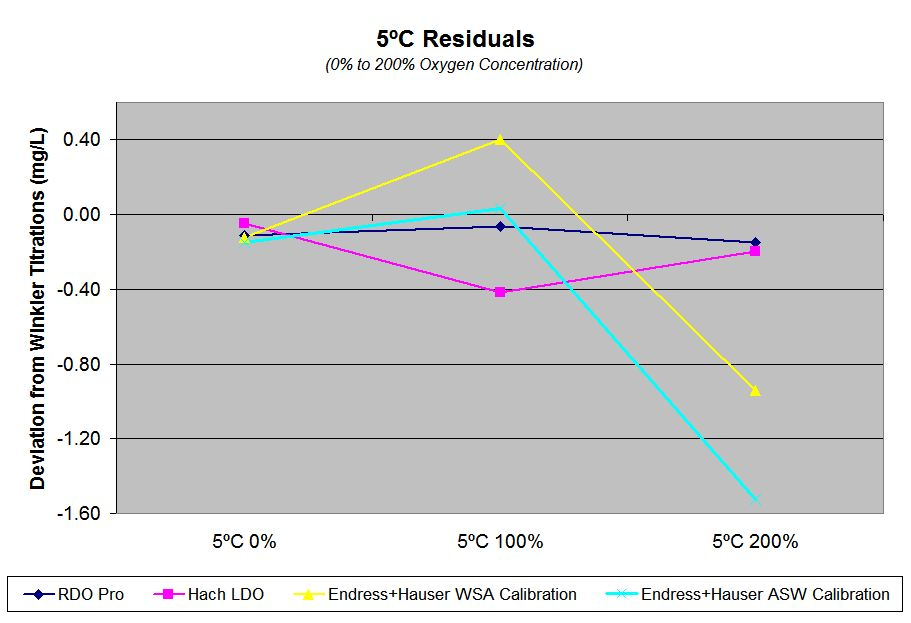 5ºC Residuals
(0% to 200% Oxygen Concentration)
Deviation from Winkler Titrations (mg/L)
0.40
0.00
-0.40
-0.80
-1.20
-1.60
5ºC 0% 5ºC 100% 5ºC 200%
RDO Pro Hach LDO Endress+Hauser WSA Calibration Endress+Hauser ASW Calibration